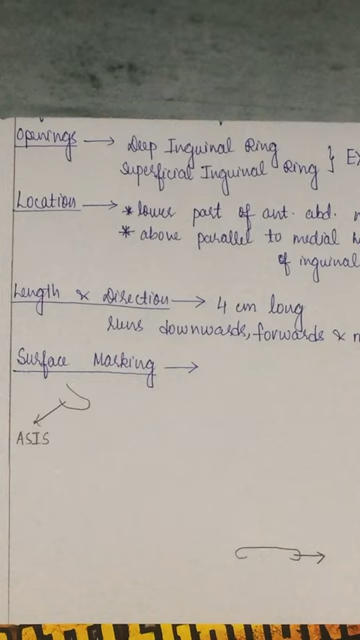 Openings → Deep Inguinal Ring
Superficial Inguinal Ring } Ex
Location → * lower part of ant. abd.
* above parallel to medial
of inguinal
Length & Direction → 4 cm long
runs downwards, forwards &
Surface Marking →
ASIS